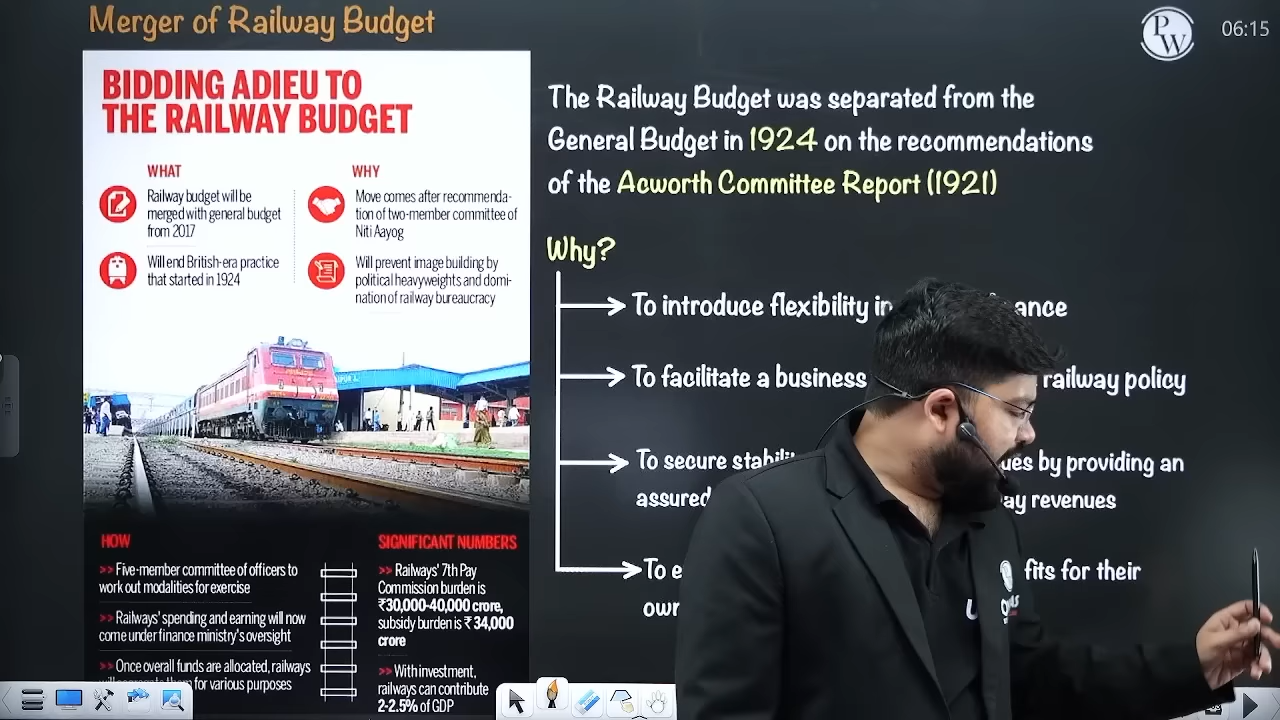 Merger of Railway Budget
PW
06:15
BIDDING ADIEU TO
THE RAILWAY BUDGET
WHAT
Railway budget will be
merged with general budget
from 2017
Will end British-era practice
that started in 1924
WHY
Move comes after recommenda-
tion of two-member committee of
Niti Aayog
Will prevent image building by
political heavyweights and domi-
nation of railway bureaucracy
HOW
>> Five-member committee of officers to
work out modalities for exercise
>> Railways' spending and earning will now
come under finance ministry's oversight
>> Once overall funds are allocated, railways
for various purposes
SIGNIFICANT NUMBERS
>> Railways' 7th Pay
Commission burden is
₹30,000-40,000 crore,
subsidy burden is ₹34,000
crore
>> With investment,
railways can contribute
2-2.5% of GDP
The Railway Budget was separated from the
General Budget in 1924 on the recommendations
of the Acworth Committee Report (1921)
Why?
To introduce flexibility
To facilitate a business railway policy
To secure by providing an
assured revenues
To for their